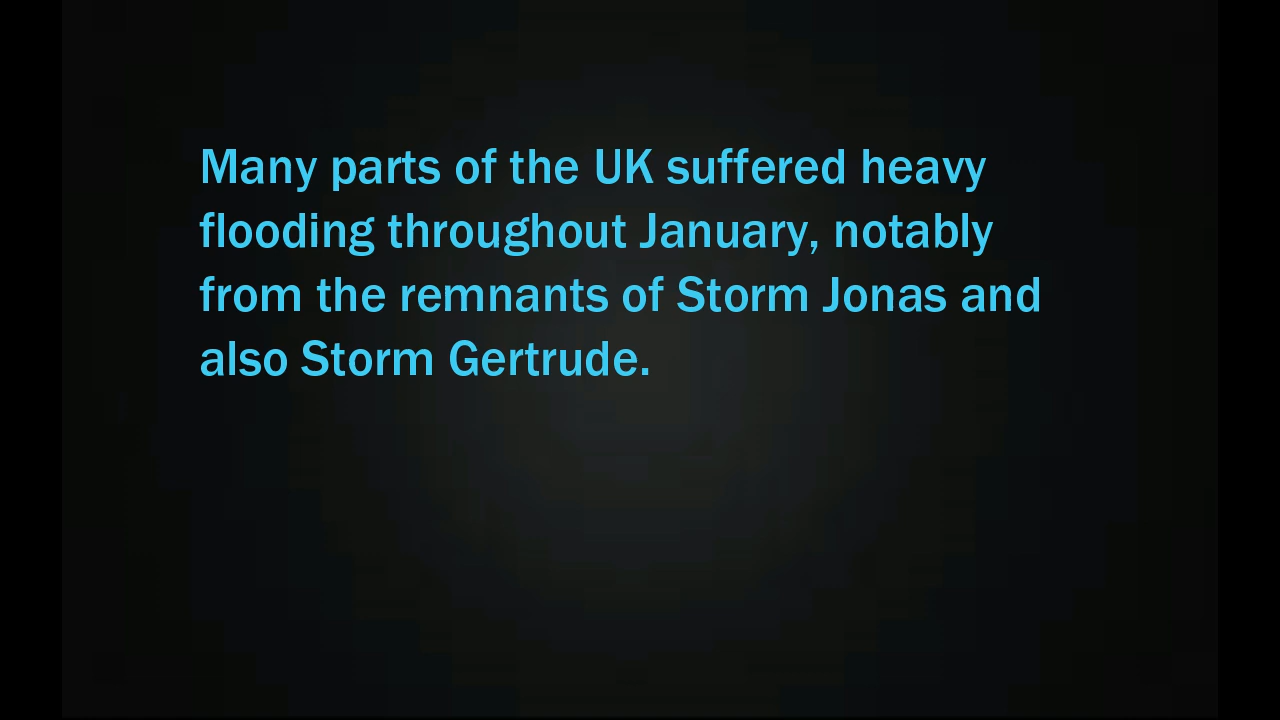 Many parts of the UK suffered heavy
flooding throughout January, notably
from the remnants of Storm Jonas and
also Storm Gertrude.